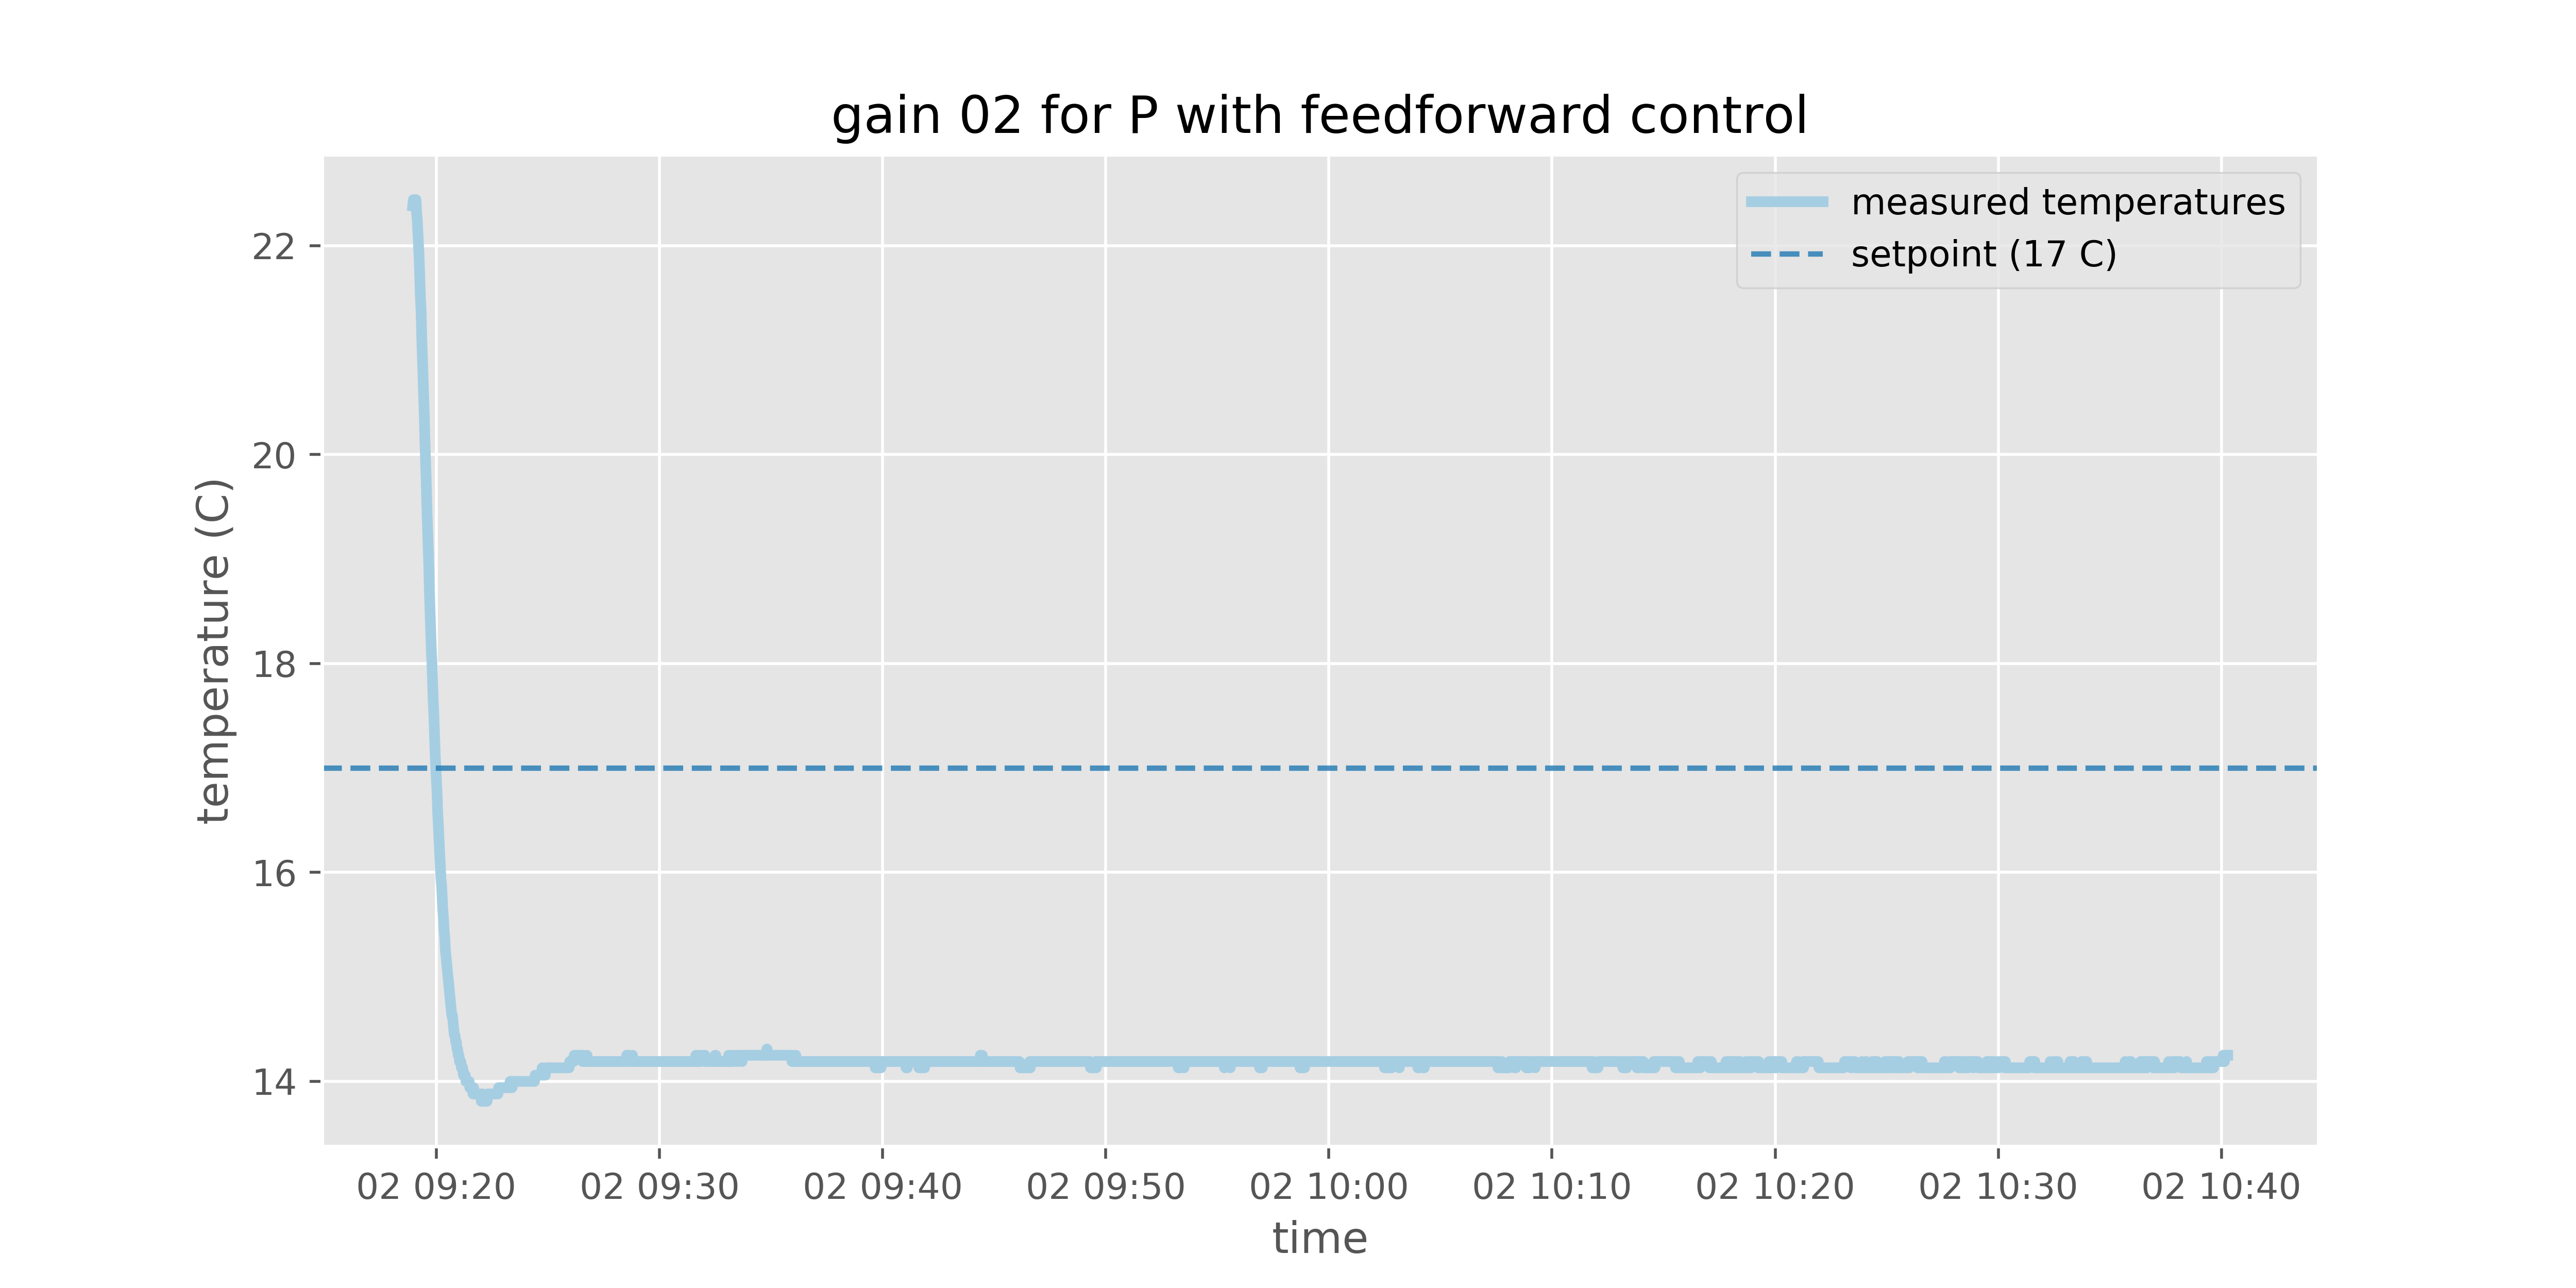 gain 02 for P with feedforward control
measured temperatures
setpoint (17 C)
temperature (C)
22
20
18
16
14
02 09:20 02 09:30 02 09:40 02 09:50 02 10:00 02 10:10 02 10:20 02 10:30 02 10:40
time